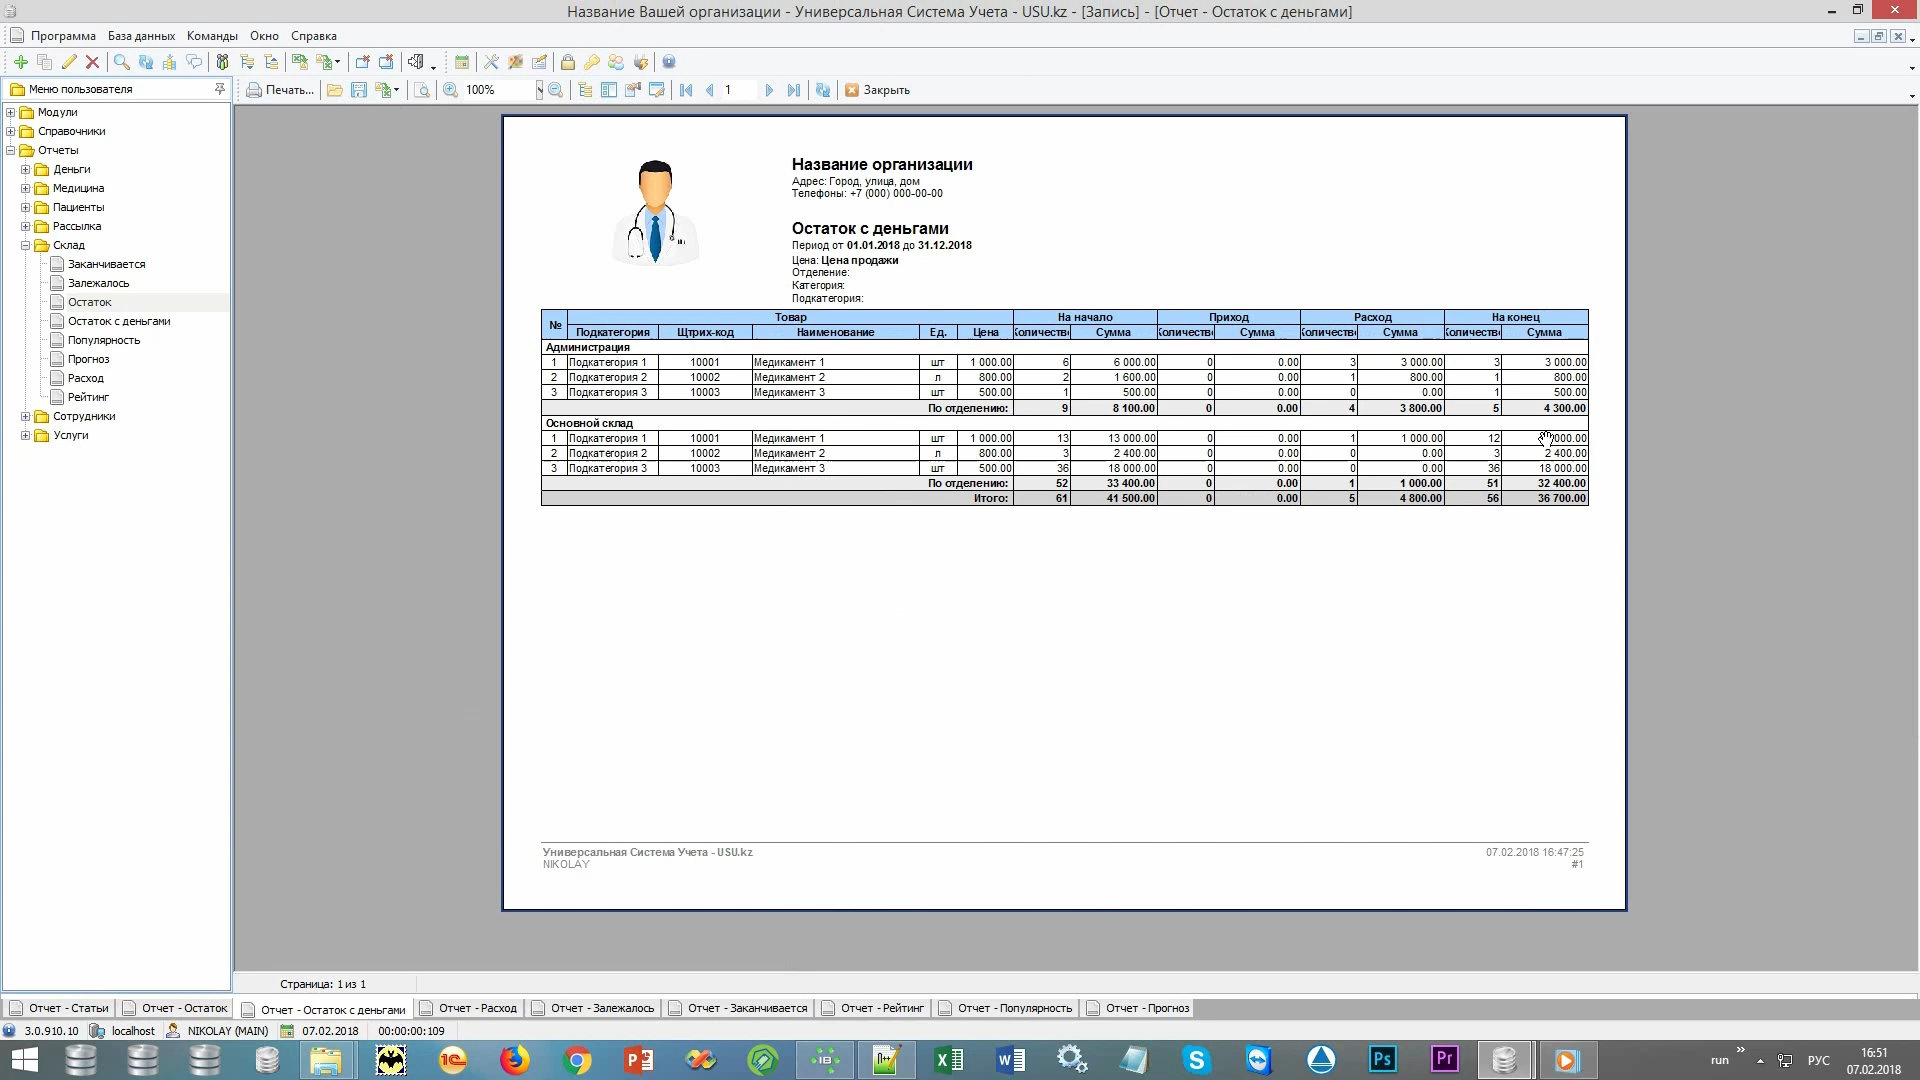 Название Вашей организации - Универсальная Система Учета - USU.kz - [Запись] - [Отчет - Остаток с деньгами]
Программа База данных Команды Окно Справка
Меню пользователя
Печать... 100% 1 Закрыть
Модули
Справочники
Отчеты
Деньги
Медицина
Пациенты
Рассылка
Склад
Заканчивается
Залежалось
Остаток
Остаток с деньгами
Популярность
Прогноз
Расход
Рейтинг
Сотрудники
Услуги
Название организации
Адрес: Город, улица, дом
Телефоны: +7 (000) 000-00-00
Остаток с деньгами
Период от 01.01.2018 до 31.12.2018
Цена: Цена продажи
Отделение:
Категория:
Подкатегория:
№ Товар На начало Приход Расход На конец
Подкатегория Щтрих-код Наименование Ед. Цена Количество Сумма Количество Сумма Количество Сумма Количество Сумма
Администрация
1 Подкатегория 1 10001 Медикамент 1 шт 1 000.00 6 6 000.00 0 0.00 3 3 000.00 3 3 000.00
2 Подкатегория 2 10002 Медикамент 2 л 800.00 2 1 600.00 0 0.00 1 800.00 1 800.00
3 Подкатегория 3 10003 Медикамент 3 шт 500.00 1 500.00 0 0.00 0 0.00 1 500.00
По отделению: 9 8 100.00 0 0.00 4 3 800.00 5 4 300.00
Основной склад
1 Подкатегория 1 10001 Медикамент 1 шт 1 000.00 13 13 000.00 0 0.00 1 1 000.00 12 000.00
2 Подкатегория 2 10002 Медикамент 2 л 800.00 3 2 400.00 0 0.00 0 0.00 3 2 400.00
3 Подкатегория 3 10003 Медикамент 3 шт 500.00 36 18 000.00 0 0.00 0 0.00 36 18 000.00
По отделению: 52 33 400.00 0 0.00 1 1 000.00 51 32 400.00
Итого: 61 41 500.00 0 0.00 5 4 800.00 56 36 700.00
Универсальная Система Учета - USU.kz 07.02.2018 16:47:25
NIKOLAY #1
Страница: 1 из 1
Отчет - Статьи Отчет - Остаток Отчет - Остаток с деньгами Отчет - Расход Отчет - Залежалось Отчет - Заканчивается Отчет - Рейтинг Отчет - Популярность Отчет - Прогноз
3.0.910.10 localhost NIKOLAY (MAIN) 07.02.2018 00:00:00:109
run РУС 16:51
07.02.2018